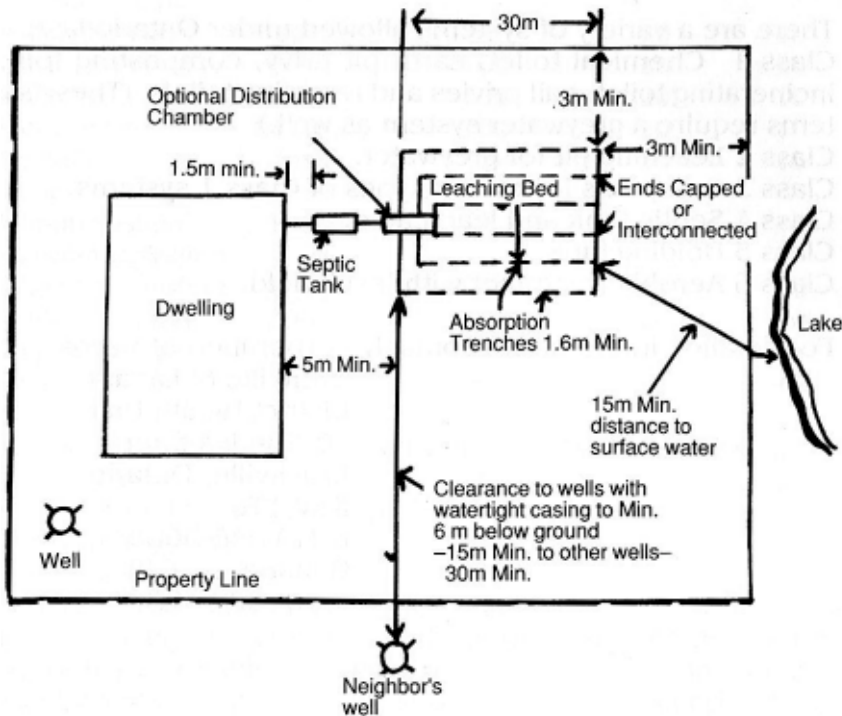 30m
Optional Distribution
Chamber
.3m Min.
3m Min.
1.5m min.
Leaching Bed
Ends Capped
or
Interconnected
Septic
Tank
Dwelling
Absorption
Trenches 1.6m Min.
Lake
5m Min.
15m Min.
distance to
surface water
Clearance to wells with
watertight casing to Min.
6 m below ground
–15m Min. to other wells–
30m Min.
Well
Property Line
Neighbor's
well